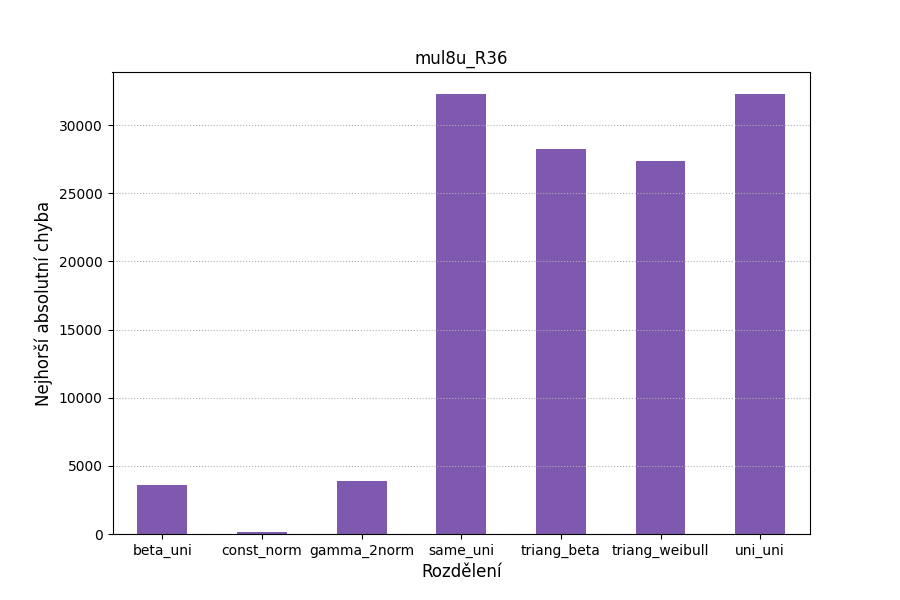 mul8u_R36
Nejhorší absolutní chyba
30000
25000
20000
15000
10000
5000
0
beta_uni const_norm gamma_2norm same_uni triang_beta triang_weibull uni_uni
Rozdělení